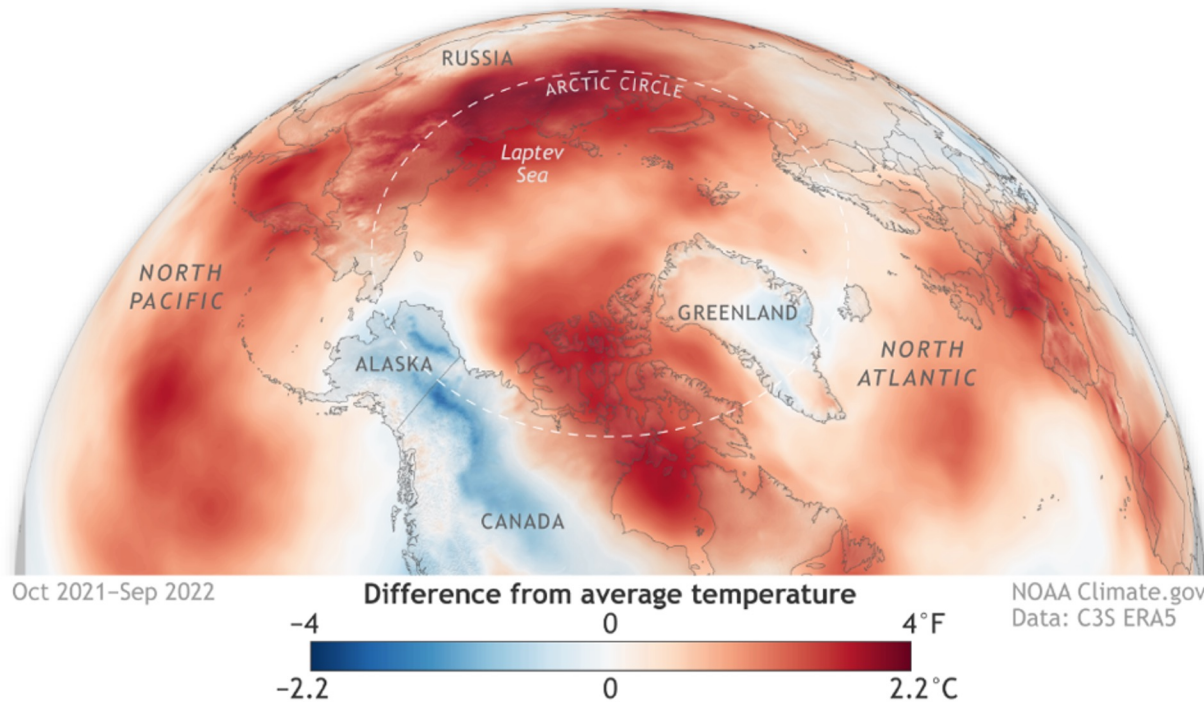 RUSSIA
ARCTIC CIRCLE
Laptev
Sea
NORTH
PACIFIC
GREENLAND
ALASKA
NORTH
ATLANTIC
CANADA
Oct 2021–Sep 2022
Difference from average temperature
NOAA Climate.gov
Data: C3S ERA5
−4 0 4°F
−2.2 0 2.2°C